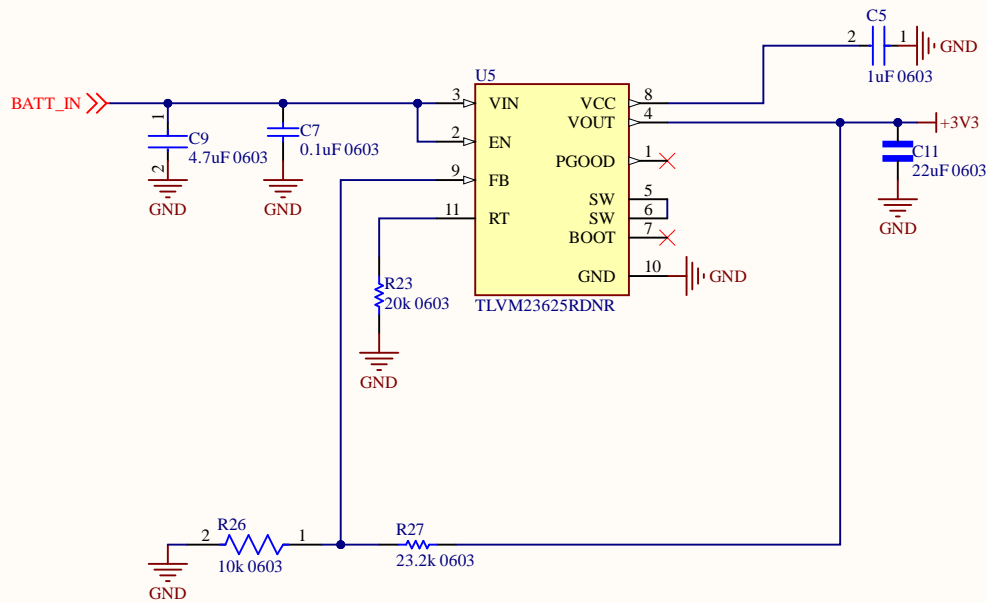 C5
2
1
GND
1uF 0603
U5
BATT_IN
3
VIN
VCC
8
VOUT
4
+3V3
1
C9
4.7uF 0603
2
GND
C7
0.1uF 0603
GND
2
EN
PGOOD
1
C11
22uF 0603
GND
9
FB
SW
5
SW
6
11
RT
BOOT
7
GND
10
GND
TLVM23625RDNR
R23
20k 0603
GND
R26
2
1
10k 0603
GND
R27
23.2k 0603